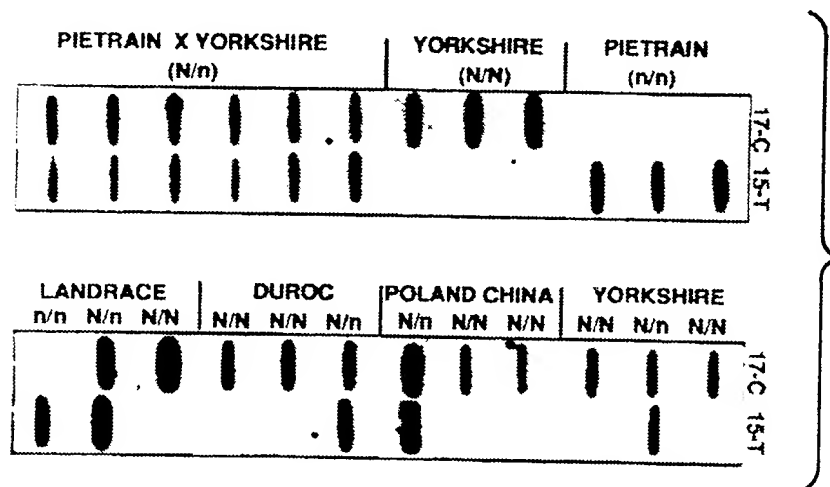 PIETRAIN X YORKSHIRE YORKSHIRE PIETRAIN
(N/n) (N/N) (n/n)
17-C 15-T
LANDRACE DUROC POLAND CHINA YORKSHIRE
n/n N/n N/N N/N N/N N/n N/n N/N N/N N/N N/n N/N
17-C 15-T